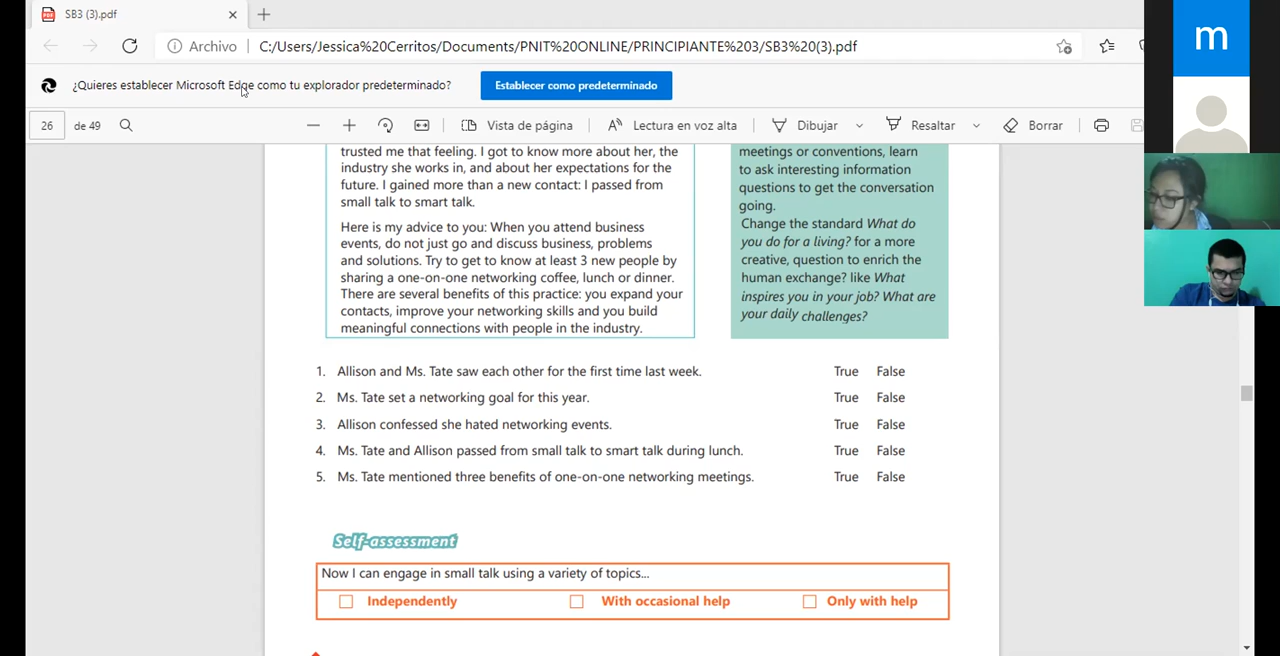 SB3 (3).pdf
Archivo
C:/Users/Jessica%20Cerritos/Documents/PNIT%20ONLINE/PRINCIPIANTE%203/SB3%20(3).pdf
¿Quieres establecer Microsoft Edge como tu explorador predeterminado?
Establecer como predeterminado
26 de 49
Vista de página
Lectura en voz alta
Dibujar
Resaltar
Borrar
trusted me that feeling. I got to know more about her, the
industry she works in, and about her expectations for the
future. I gained more than a new contact: I passed from
small talk to smart talk.
Here is my advice to you: When you attend business
events, do not just go and discuss business, problems
and solutions. Try to get to know at least 3 new people by
sharing a one-on-one networking coffee, lunch or dinner.
There are several benefits of this practice: you expand your
contacts, improve your networking skills and you build
meaningful connections with people in the industry.
meetings or conventions, learn
to ask interesting information
questions to get the conversation
going.
Change the standard What do
you do for a living? for a more
creative, question to enrich the
human exchange? like What
inspires you in your job? What are
your daily challenges?
1. Allison and Ms. Tate saw each other for the first time last week. True False
2. Ms. Tate set a networking goal for this year. True False
3. Allison confessed she hated networking events. True False
4. Ms. Tate and Allison passed from small talk to smart talk during lunch. True False
5. Ms. Tate mentioned three benefits of one-on-one networking meetings. True False
Self-assessment
Now I can engage in small talk using a variety of topics...
Independently
With occasional help
Only with help
m